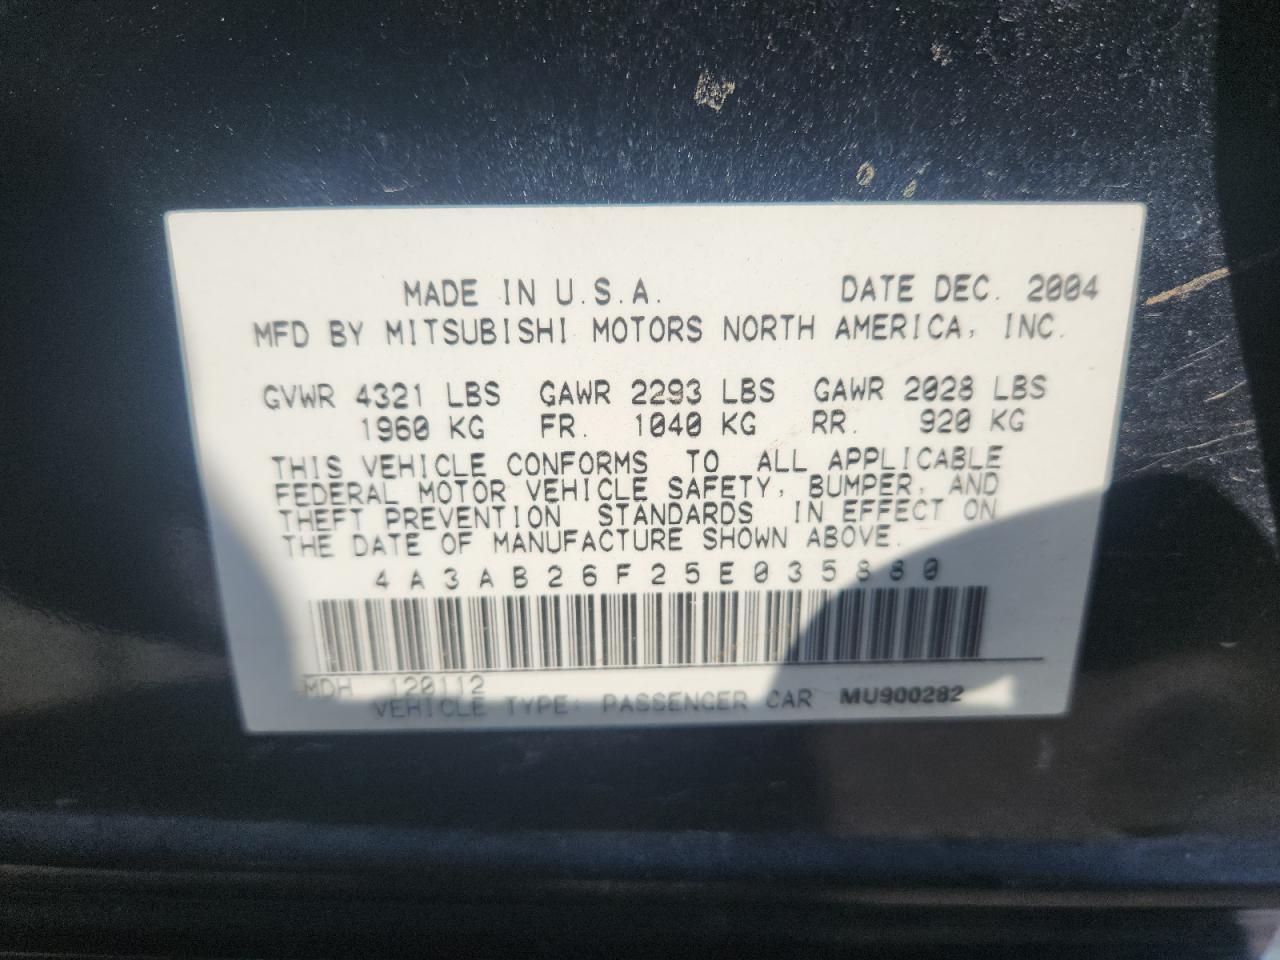 MADE IN U.S.A. DATE DEC. 2004
MFD BY MITSUBISHI MOTORS NORTH AMERICA, INC.
GVWR 4321 LBS GAWR 2293 LBS GAWR 2028 LBS
1960 KG FR. 1040 KG RR. 920 KG
THIS VEHICLE CONFORMS TO ALL APPLICABLE
FEDERAL MOTOR VEHICLE SAFETY, BUMPER, AND
THEFT PREVENTION STANDARDS IN EFFECT ON
THE DATE OF MANUFACTURE SHOWN ABOVE.
4A3AB26F25E035880
MDH 120112
VEHICLE TYPE: PASSENGER CAR MU900282